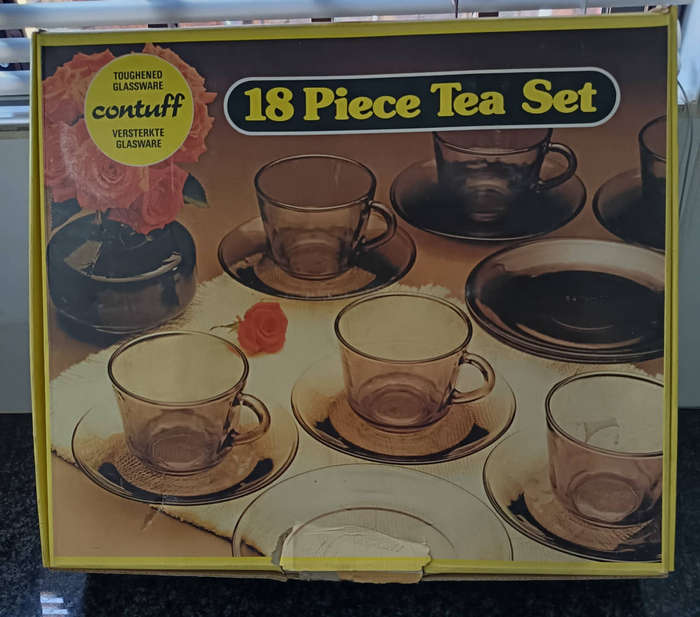 TOUGHENED
GLASSWARE
contuff
VERSTERKTE
GLASWARE
18 Piece Tea Set